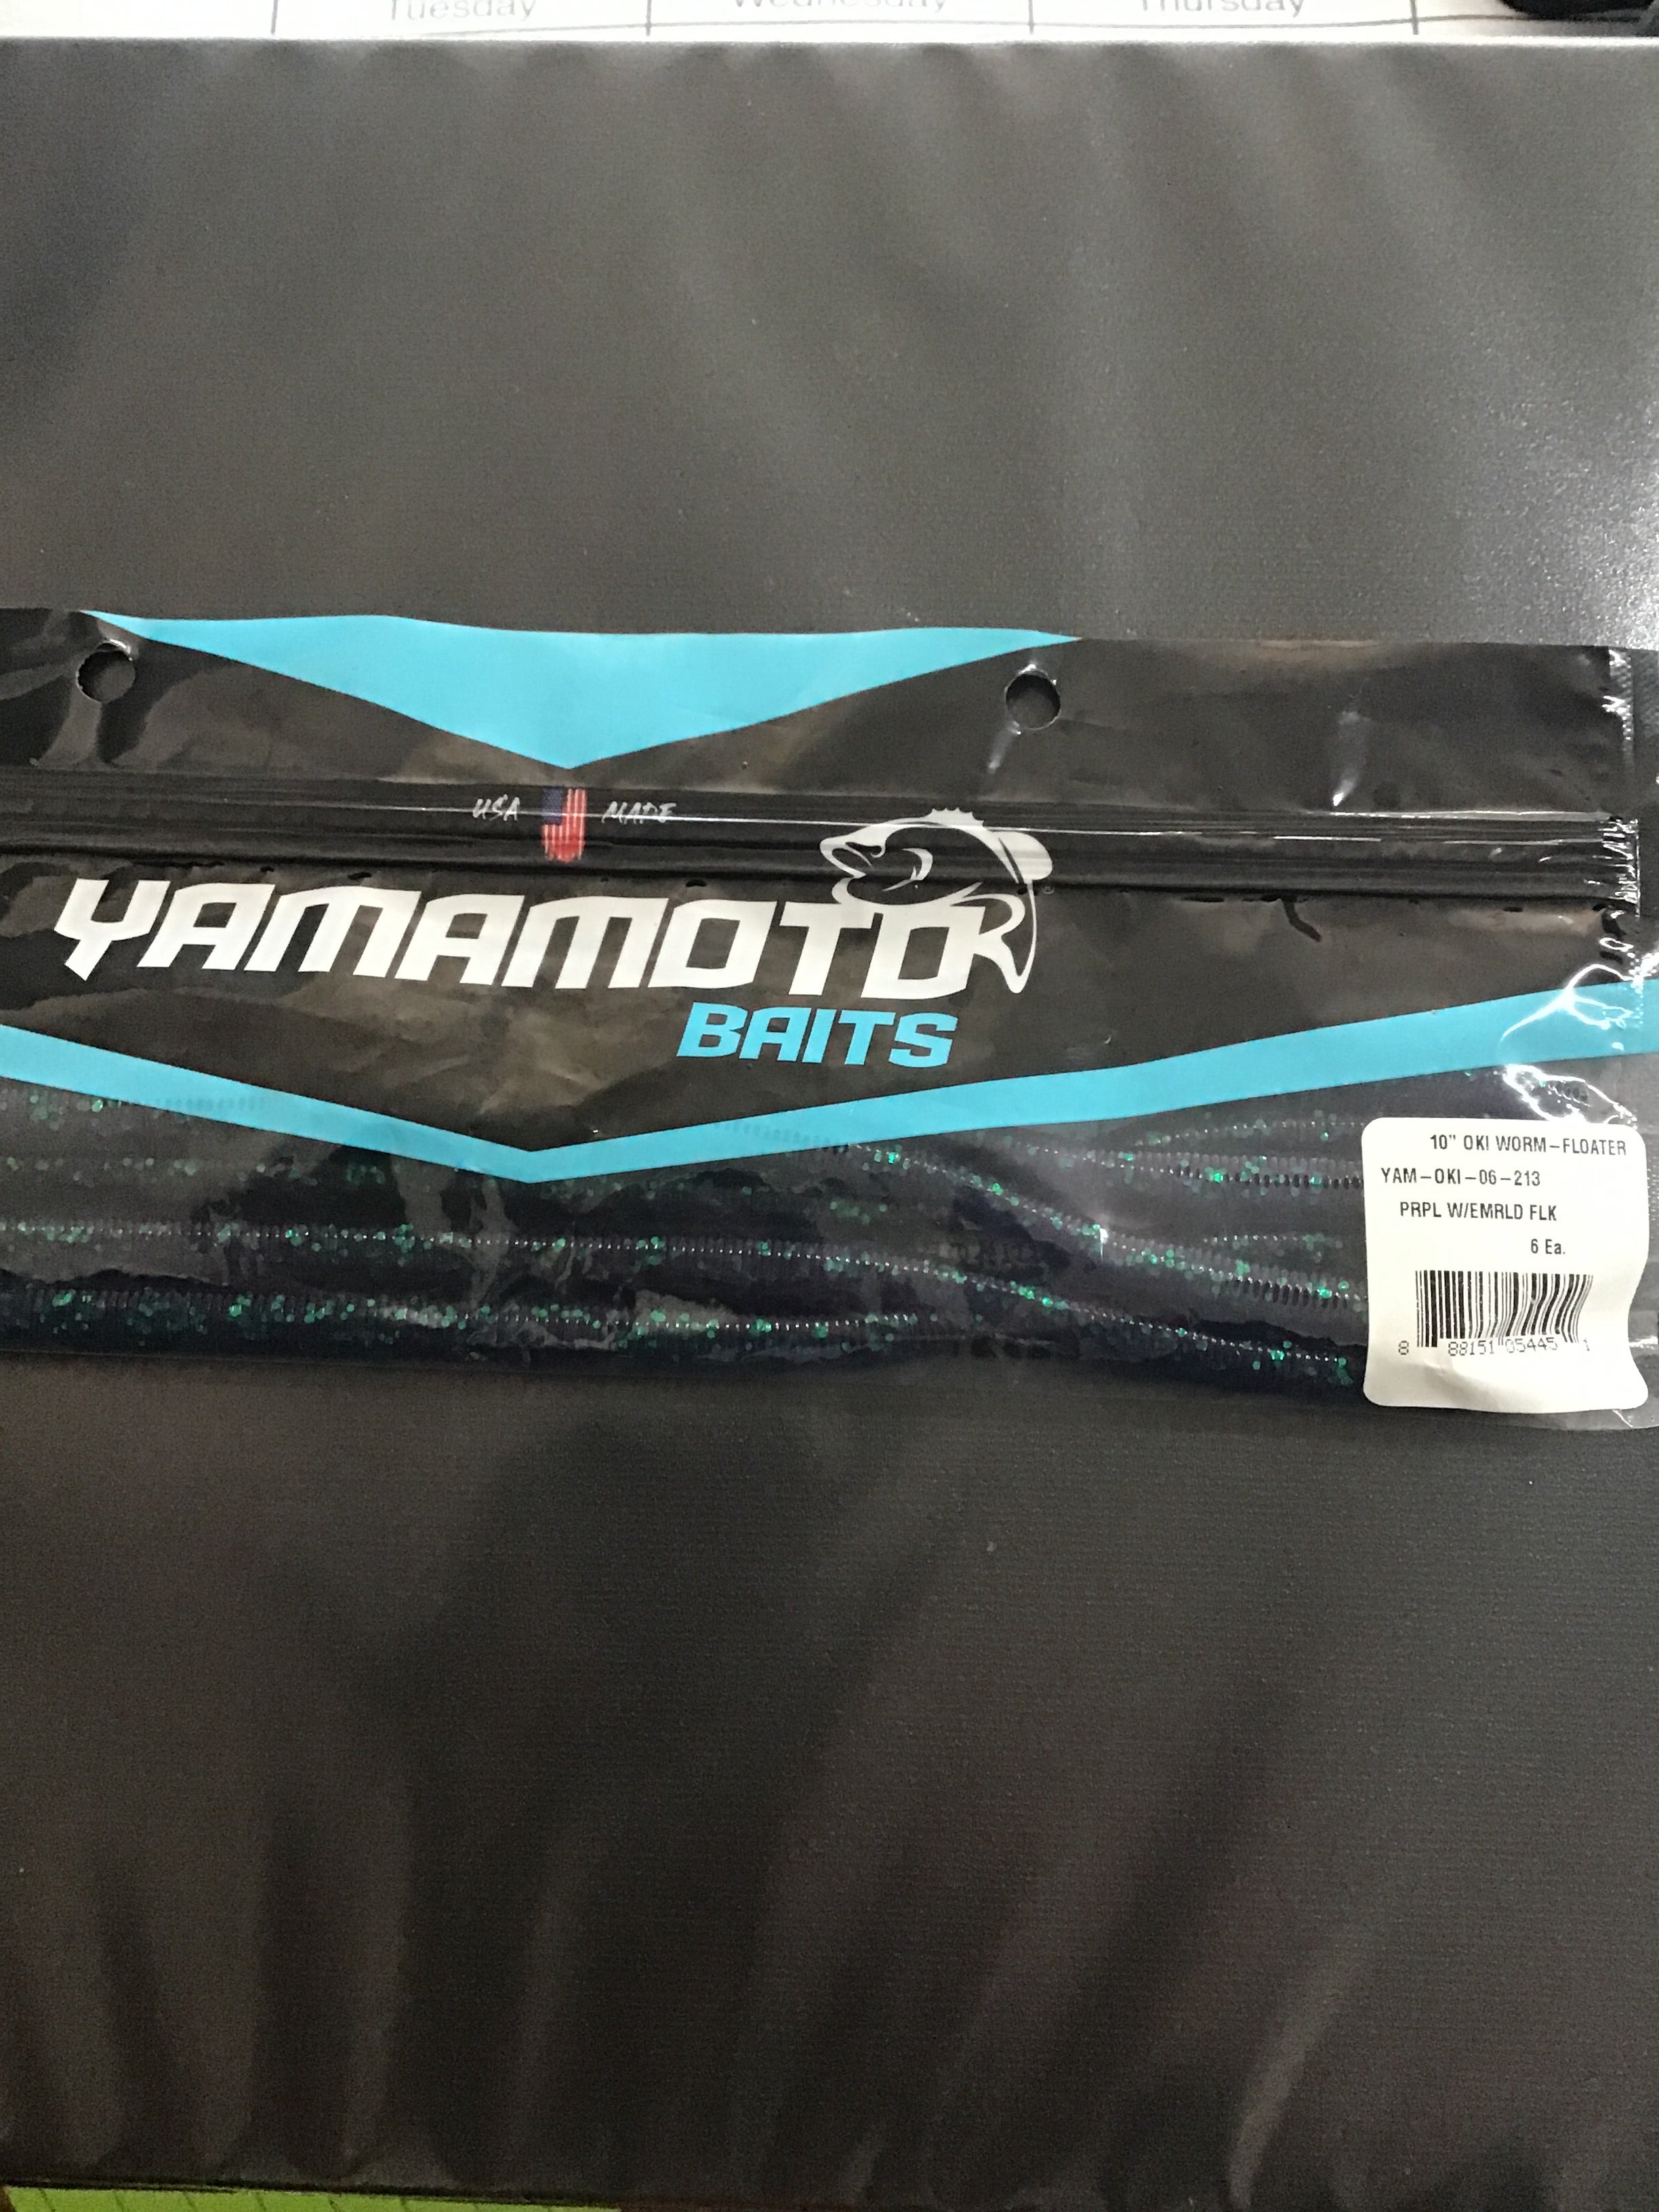 Tuesday Wednesday Thursday
USA MADE
YAMAMOTO
BAITS
10" OKI WORM-FLOATER
YAM-OKI-06-213
PRPL W/EMRLD FLK
6 Ea.
8 88151 05445 1